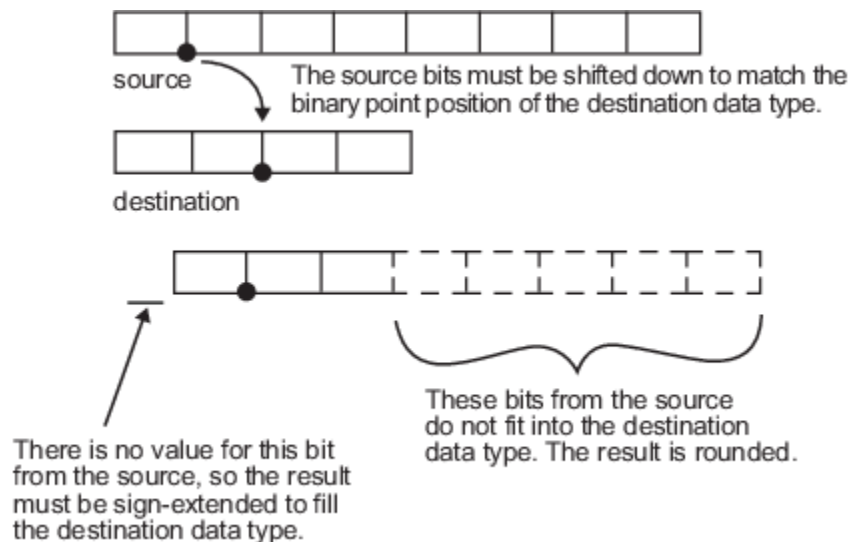 source
The source bits must be shifted down to match the
binary point position of the destination data type.
destination
These bits from the source
do not fit into the destination
data type. The result is rounded.
There is no value for this bit
from the source, so the result
must be sign-extended to fill
the destination data type.